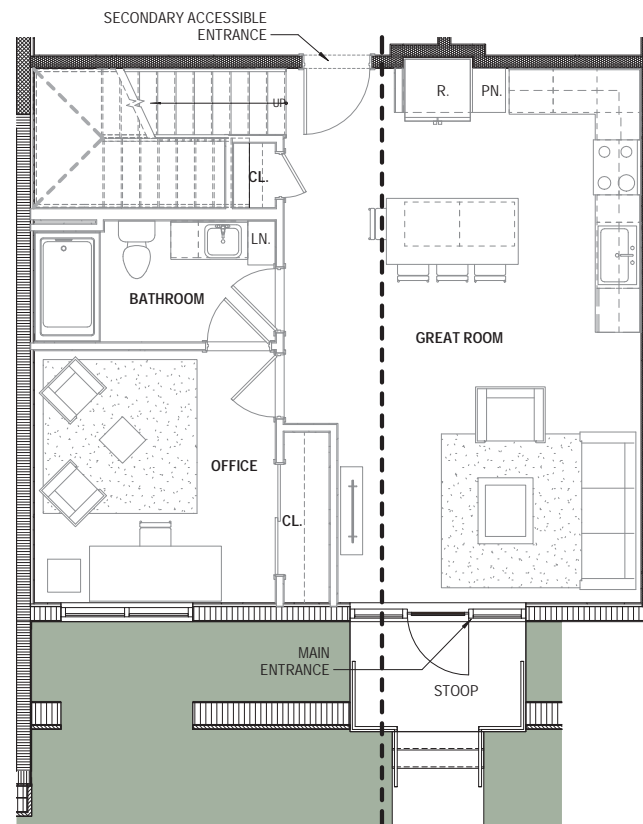 SECONDARY ACCESSIBLE
ENTRANCE
R.
PN.
UP
CL.
LN.
BATHROOM
GREAT ROOM
OFFICE
CL.
MAIN
ENTRANCE
STOOP